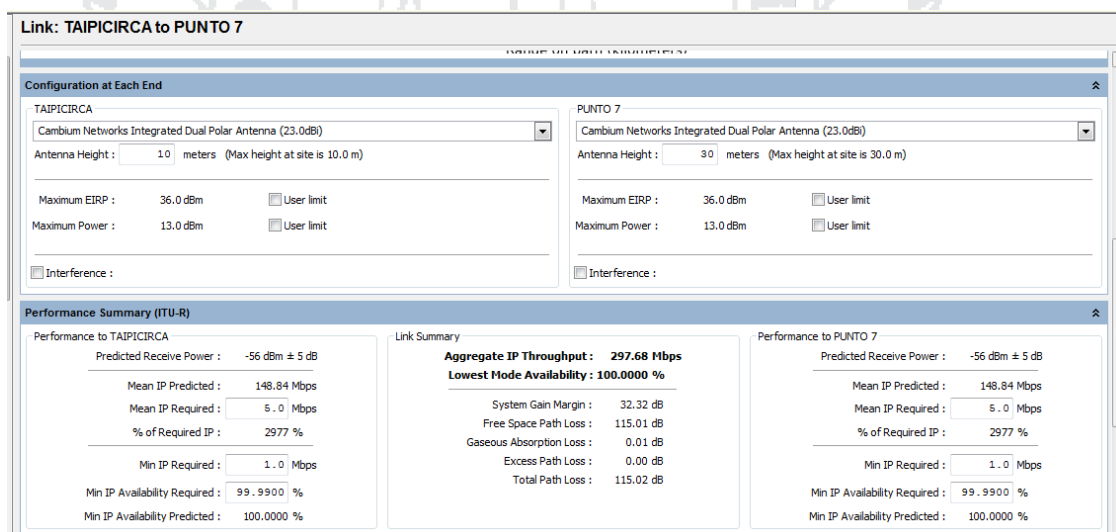 Link: TAIPICIRCA to PUNTO 7
Range on path (kilometers)
Configuration at Each End
TAIPICIRCA
Cambium Networks Integrated Dual Polar Antenna (23.0dBi)
Antenna Height : 10 meters (Max height at site is 10.0 m)
Maximum EIRP : 36.0 dBm User limit
Maximum Power : 13.0 dBm User limit
Interference :
PUNTO 7
Cambium Networks Integrated Dual Polar Antenna (23.0dBi)
Antenna Height : 30 meters (Max height at site is 30.0 m)
Maximum EIRP : 36.0 dBm User limit
Maximum Power : 13.0 dBm User limit
Interference :
Performance Summary (ITU-R)
Performance to TAIPICIRCA
Predicted Receive Power : -56 dBm ± 5 dB
Mean IP Predicted : 148.84 Mbps
Mean IP Required : 5.0 Mbps
% of Required IP : 2977 %
Min IP Required : 1.0 Mbps
Min IP Availability Required : 99.9900 %
Min IP Availability Predicted : 100.0000 %
Link Summary
Aggregate IP Throughput : 297.68 Mbps
Lowest Mode Availability : 100.0000 %
System Gain Margin : 32.32 dB
Free Space Path Loss : 115.01 dB
Gaseous Absorption Loss : 0.01 dB
Excess Path Loss : 0.00 dB
Total Path Loss : 115.02 dB
Performance to PUNTO 7
Predicted Receive Power : -56 dBm ± 5 dB
Mean IP Predicted : 148.84 Mbps
Mean IP Required : 5.0 Mbps
% of Required IP : 2977 %
Min IP Required : 1.0 Mbps
Min IP Availability Required : 99.9900 %
Min IP Availability Predicted : 100.0000 %